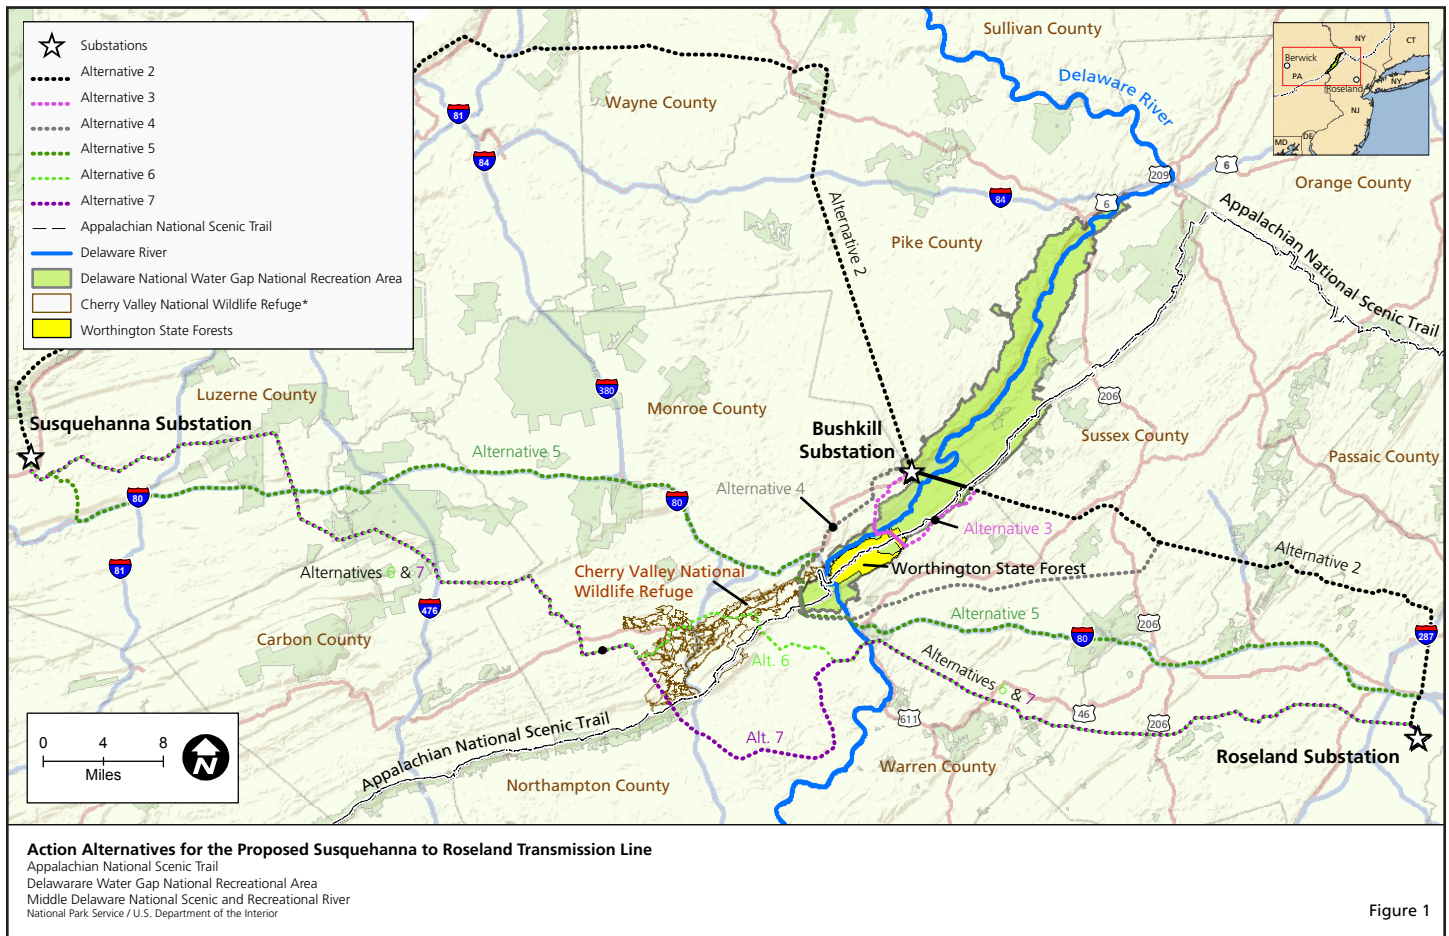 Substations
Alternative 2
Alternative 3
Alternative 4
Alternative 5
Alternative 6
Alternative 7
Appalachian National Scenic Trail
Delaware River
Delaware National Water Gap National Recreation Area
Cherry Valley National Wildlife Refuge*
Worthington State Forests
Sullivan County
Delaware River
Wayne County
81
84
84
209
6
6
NY
CT
Berwick
PA
NY
Roseland
NJ
MD
DE
Orange County
Appalachian National Scenic Trail
Pike County
Alternative 2
Luzerne County
380
Monroe County
206
Susquehanna Substation
Bushkill
Substation
Sussex County
Passaic County
Alternative 5
Alternative 4
80
80
Alternative 3
Alternative 2
81
Alternatives 6 & 7
Cherry Valley National
Wildlife Refuge
Worthington State Forest
476
Alternative 5
206
80
287
Carbon County
Alt. 6
Alternatives 6 & 7
Alt. 7
611
46
206
Appalachian National Scenic Trail
Warren County
Roseland Substation
Northampton County
0 4 8
Miles
N
Action Alternatives for the Proposed Susquehanna to Roseland Transmission Line
Appalachian National Scenic Trail
Delawarare Water Gap National Recreational Area
Middle Delaware National Scenic and Recreational River
National Park Service / U.S. Department of the Interior
Figure 1